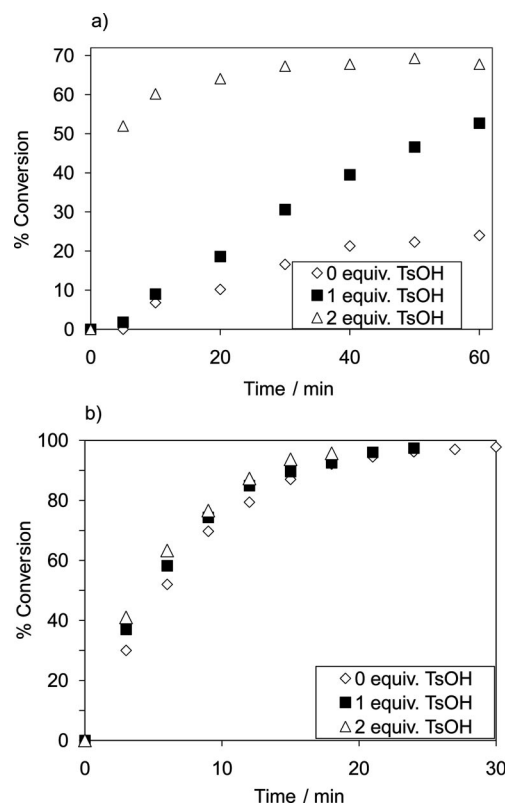 a)
70
60
50
40
30
20
10
0
% Conversion
◇ 0 equiv. TsOH
■ 1 equiv. TsOH
△ 2 equiv. TsOH
0 20 40 60
Time / min
b)
100
80
60
40
20
0
% Conversion
◇ 0 equiv. TsOH
■ 1 equiv. TsOH
△ 2 equiv. TsOH
0 10 20 30
Time / min